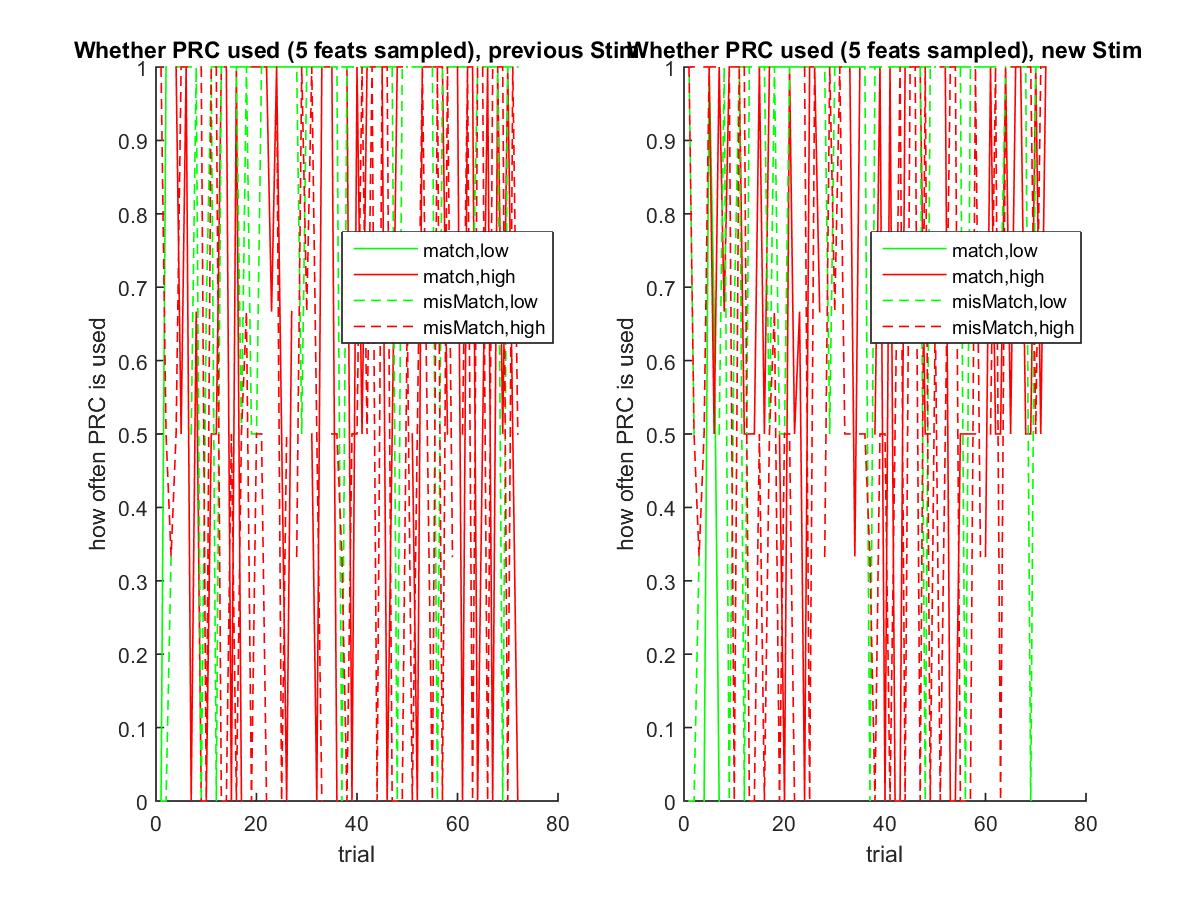 Whether PRC used (5 feats sampled), previous Stim
Whether PRC used (5 feats sampled), new Stim
1
0.9
0.8
0.7
0.6
0.5
0.4
0.3
0.2
0.1
0
how often PRC is used
match,low
match,high
misMatch,low
misMatch,high
0
20
40
60
80
trial
1
0.9
0.8
0.7
0.6
0.5
0.4
0.3
0.2
0.1
0
how often PRC is used
match,low
match,high
misMatch,low
misMatch,high
0
20
40
60
80
trial